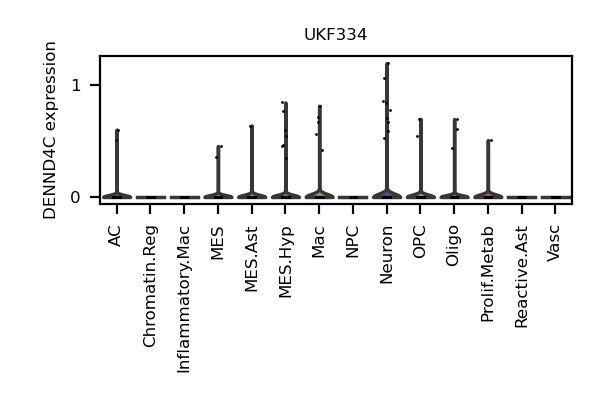 UKF334
DENND4C expression
1
0
AC
Chromatin.Reg
Inflammatory.Mac
MES
MES.Ast
MES.Hyp
Mac
NPC
Neuron
OPC
Oligo
Prolif.Metab
Reactive.Ast
Vasc